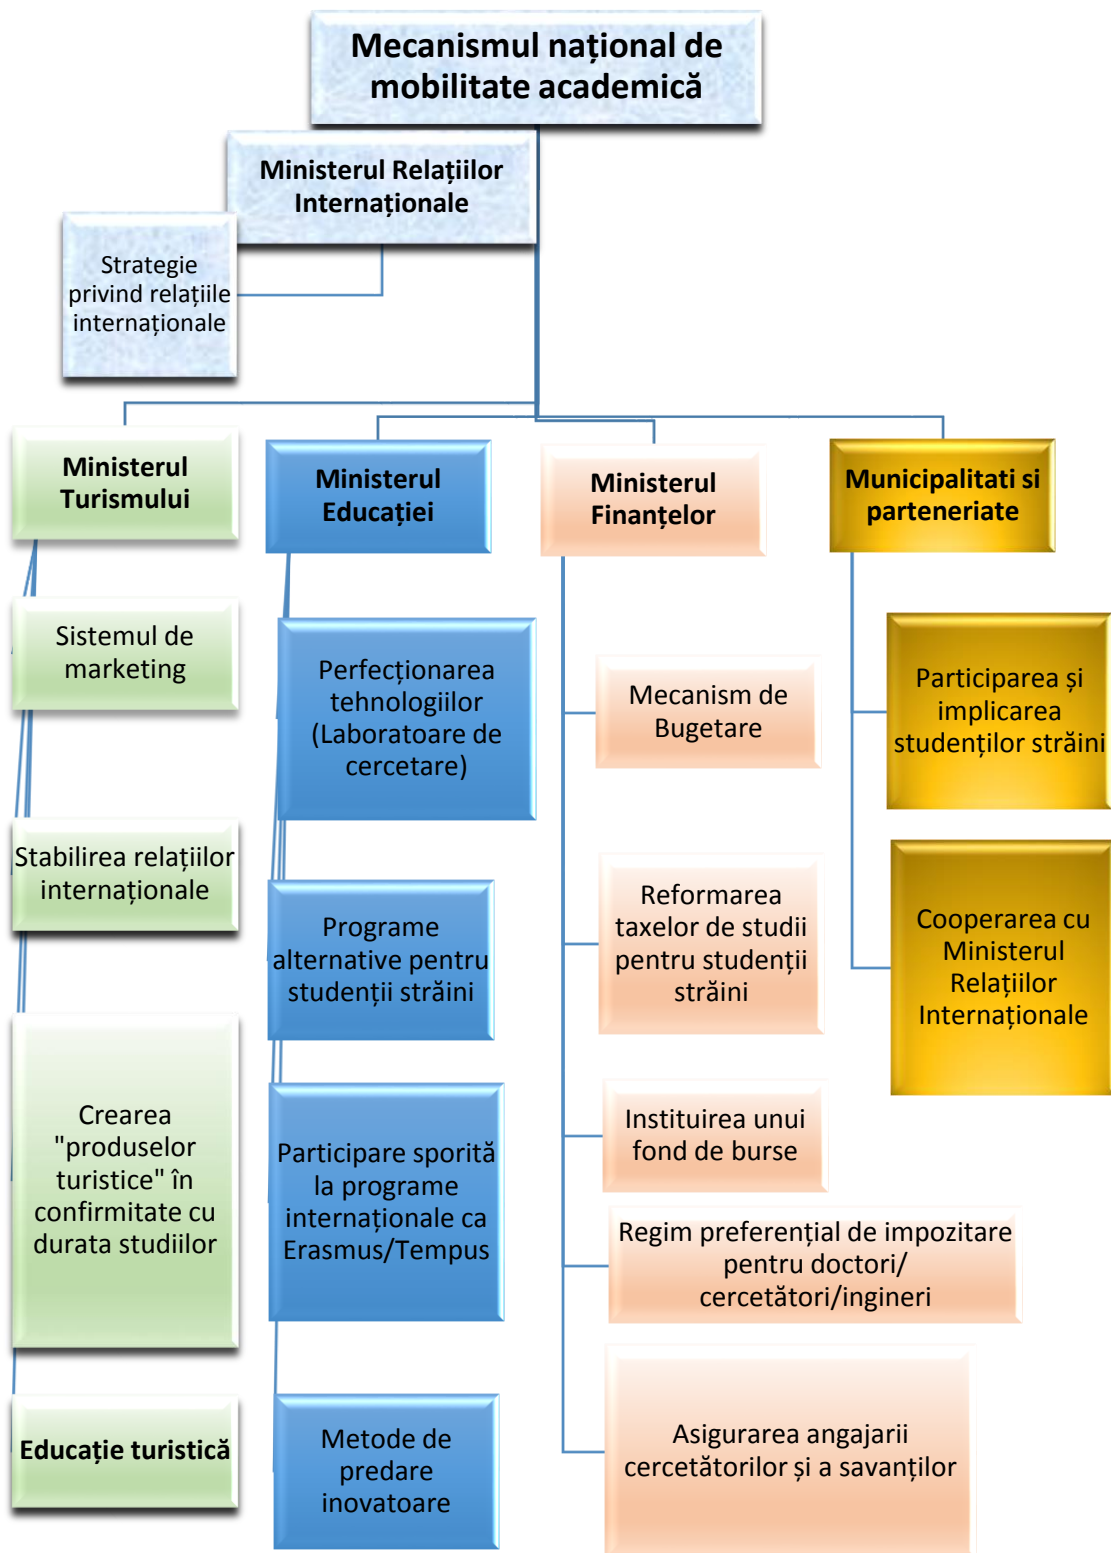 Mecanismul național de
mobilitate academică
Ministerul Relațiilor
Internaționale
Strategie
privind relațiile
internaționale
Ministerul
Turismului
Sistemul de
marketing
Stabilirea relațiilor
internaționale
Crearea
"produselor
turistice" în
confirmitate cu
durata studiilor
Educație turistică
Ministerul
Educației
Perfecționarea
tehnologiilor
(Laboratoare de
cercetare)
Programe
alternative pentru
studenții străini
Participare sporită
la programe
internaționale ca
Erasmus/Tempus
Metode de
predare
inovatoare
Ministerul
Finanțelor
Mecanism de
Bugetare
Reformarea
taxelor de studii
pentru studenții
străini
Instituirea unui
fond de burse
Regim preferențial de impozitare
pentru doctori/
cercetători/ingineri
Asigurarea angajarii
cercetătorilor și a savanților
Municipalitati si
parteneriate
Participarea și
implicarea
studenților străini
Cooperarea cu
Ministerul
Relațiilor
Internaționale